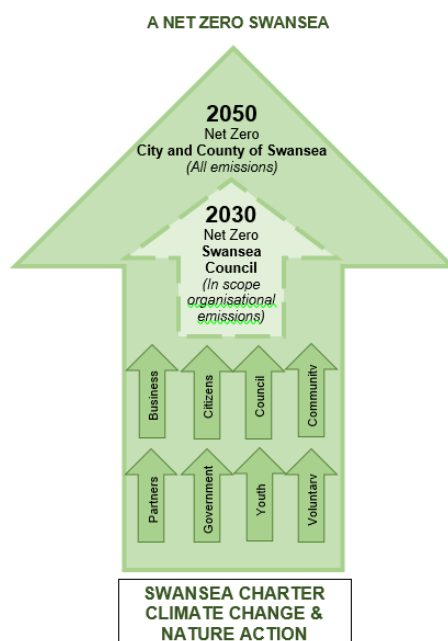 A NET ZERO SWANSEA
2050
Net Zero
City and County of Swansea
(All emissions)
2030
Net Zero
Swansea
Council
(In scope
organisational
emissions)
Business
Citizens
Council
Community
Partners
Government
Youth
Voluntary
SWANSEA CHARTER
CLIMATE CHANGE &
NATURE ACTION